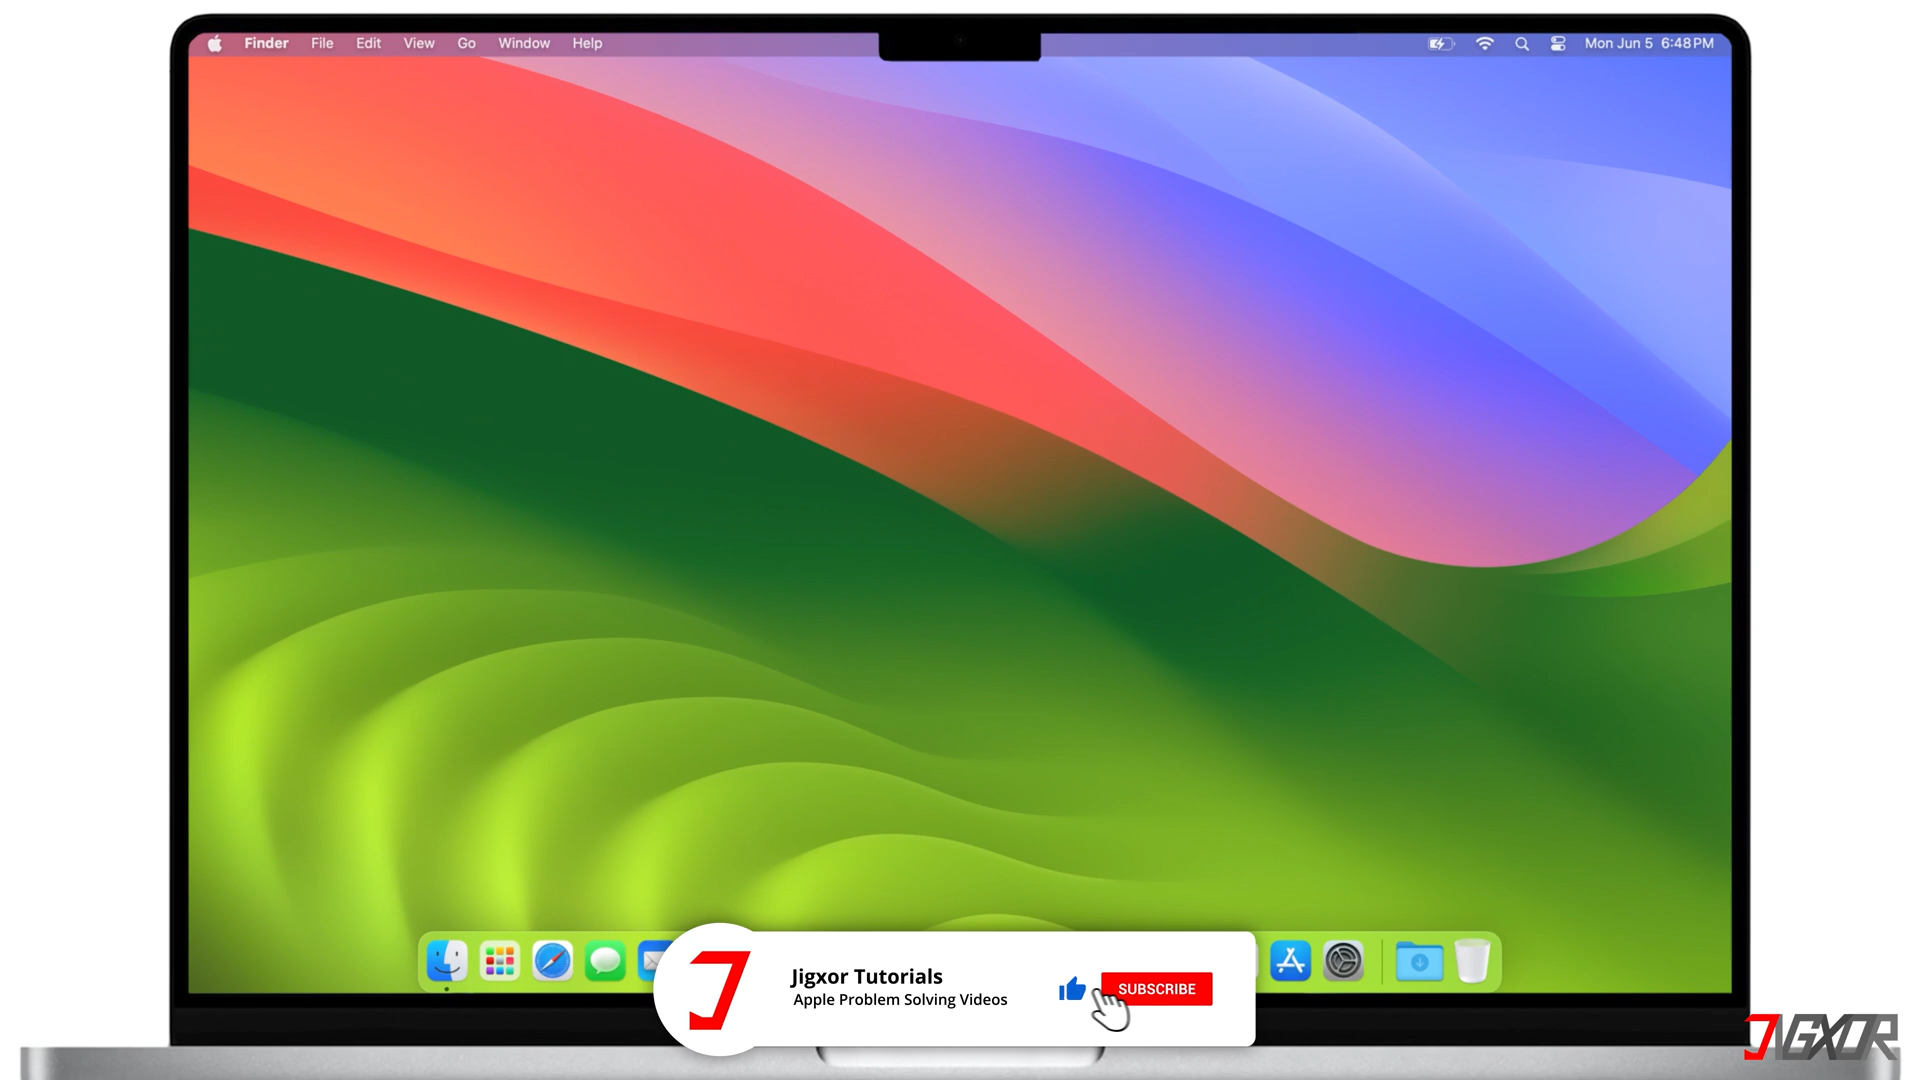 Finder File Edit View Go Window Help Mon Jun 5 6:48 PM
Jigxor Tutorials
Apple Problem Solving Videos
SUBSCRIBE
JIGXOR